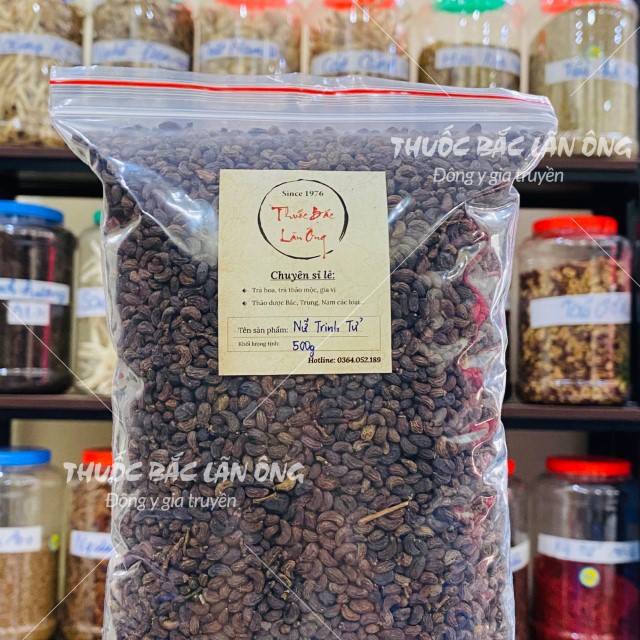 THUỐC BẮC LÃN ÔNG
Đông y gia truyền
Since 1976
Thuốc Bắc
Lãn Ông
Chuyên sỉ lẻ:
Trà hoa, trà thảo mộc, gia vị
Thảo dược Bắc, Trung, Nam các loại
Tên sản phẩm: Nữ Trinh Tử
Khối lượng tịnh: 500g
Hotline: 0364.052.189
THUỐC BẮC LÃN ÔNG
Đông y gia truyền